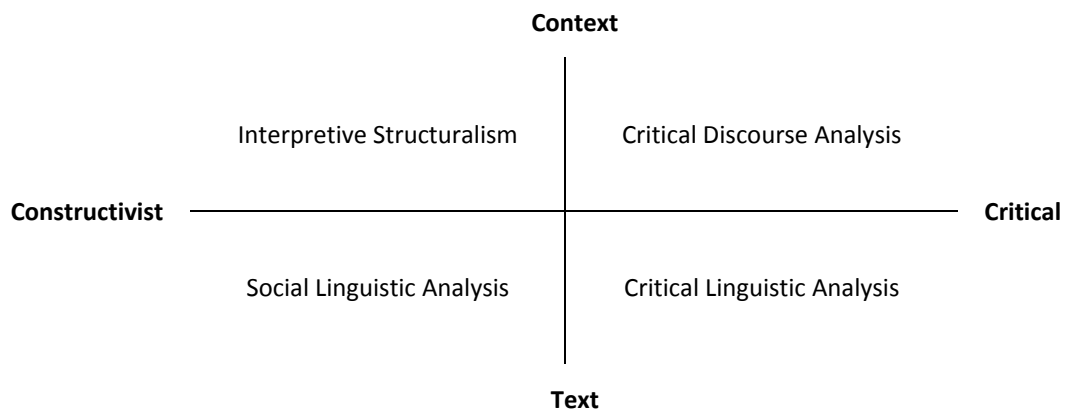 Context
Interpretive Structuralism
Critical Discourse Analysis
Constructivist
Critical
Social Linguistic Analysis
Critical Linguistic Analysis
Text